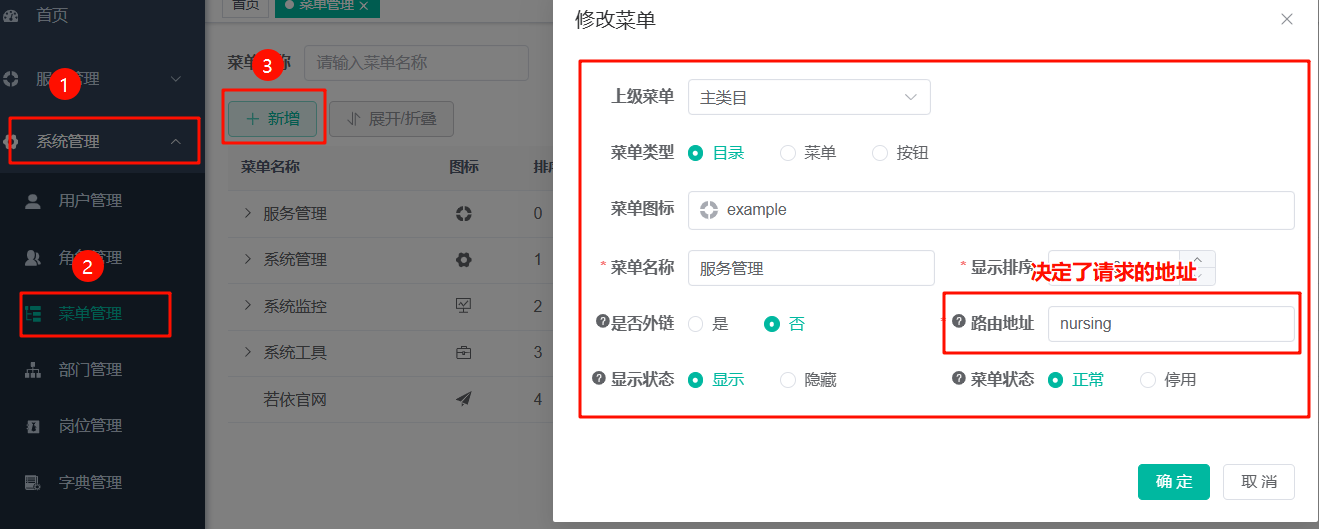 首页
服务管理
1
系统管理
用户管理
管理
2
菜单管理
部门管理
岗位管理
字典管理
首页
菜单管理 ×
菜单 称
3
请输入菜单名称
+ 新增
展开/折叠
菜单名称 图标
服务管理 0
系统管理 1
系统监控 2
系统工具 3
若依官网 4
修改菜单
上级菜单 主类目
菜单类型 目录 菜单 按钮
菜单图标 example
* 菜单名称 服务管理
* 显示排序
决定了请求的地址
是否外链 是 否
* 路由地址 nursing
显示状态 显示 隐藏
菜单状态 正常 停用
确 定 取 消